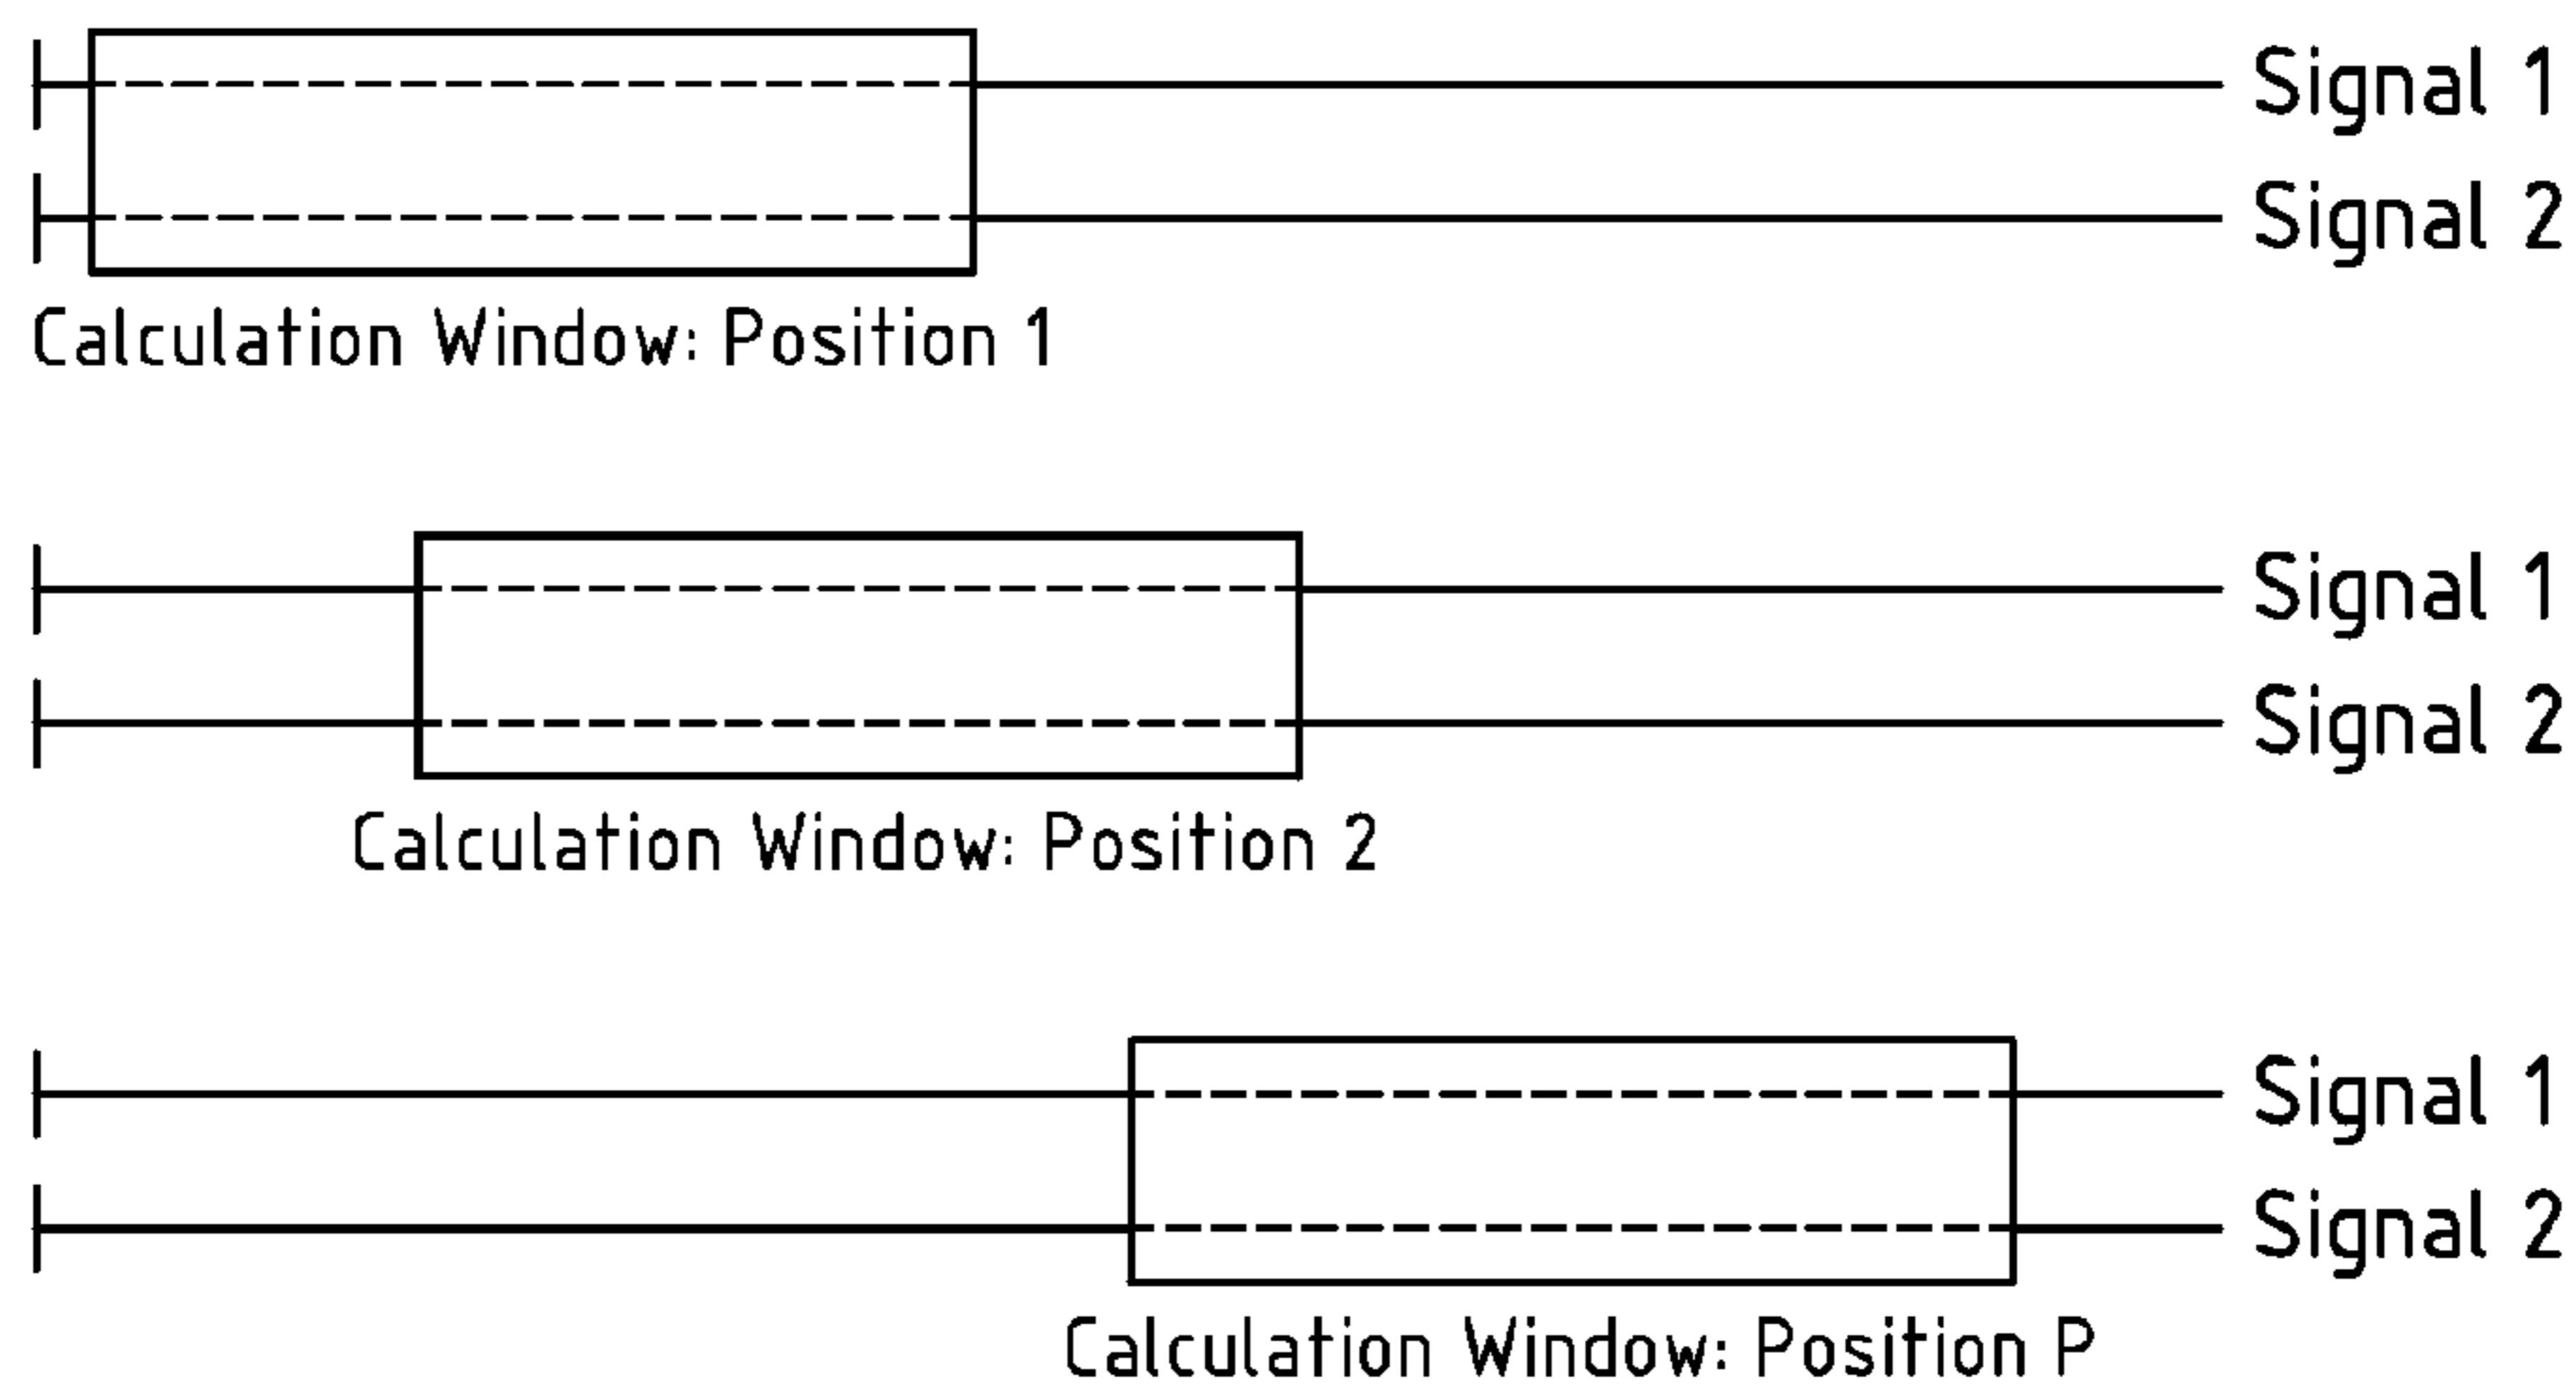 Signal 1
Signal 2
Calculation Window: Position 1
Signal 1
Signal 2
Calculation Window: Position 2
Signal 1
Signal 2
Calculation Window: Position P